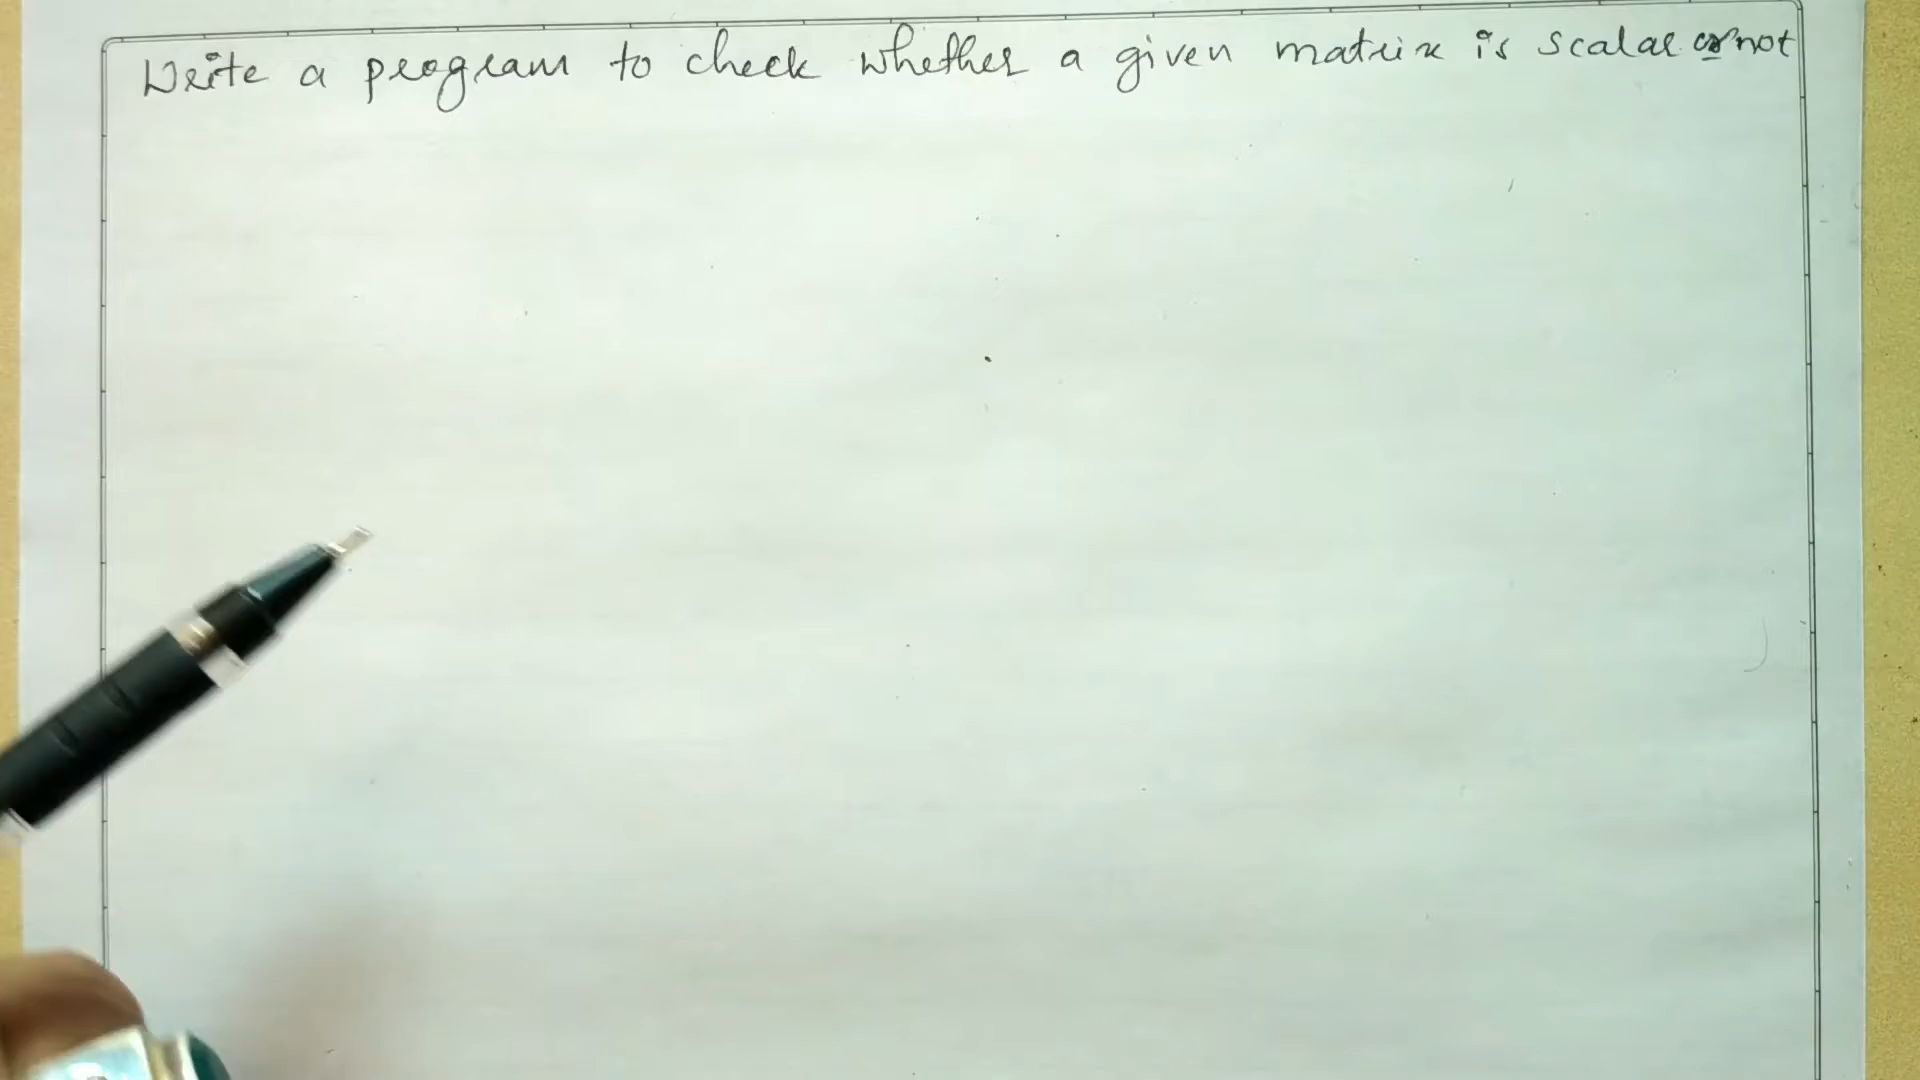 Write a program to check whether a given matrix is scalar or not